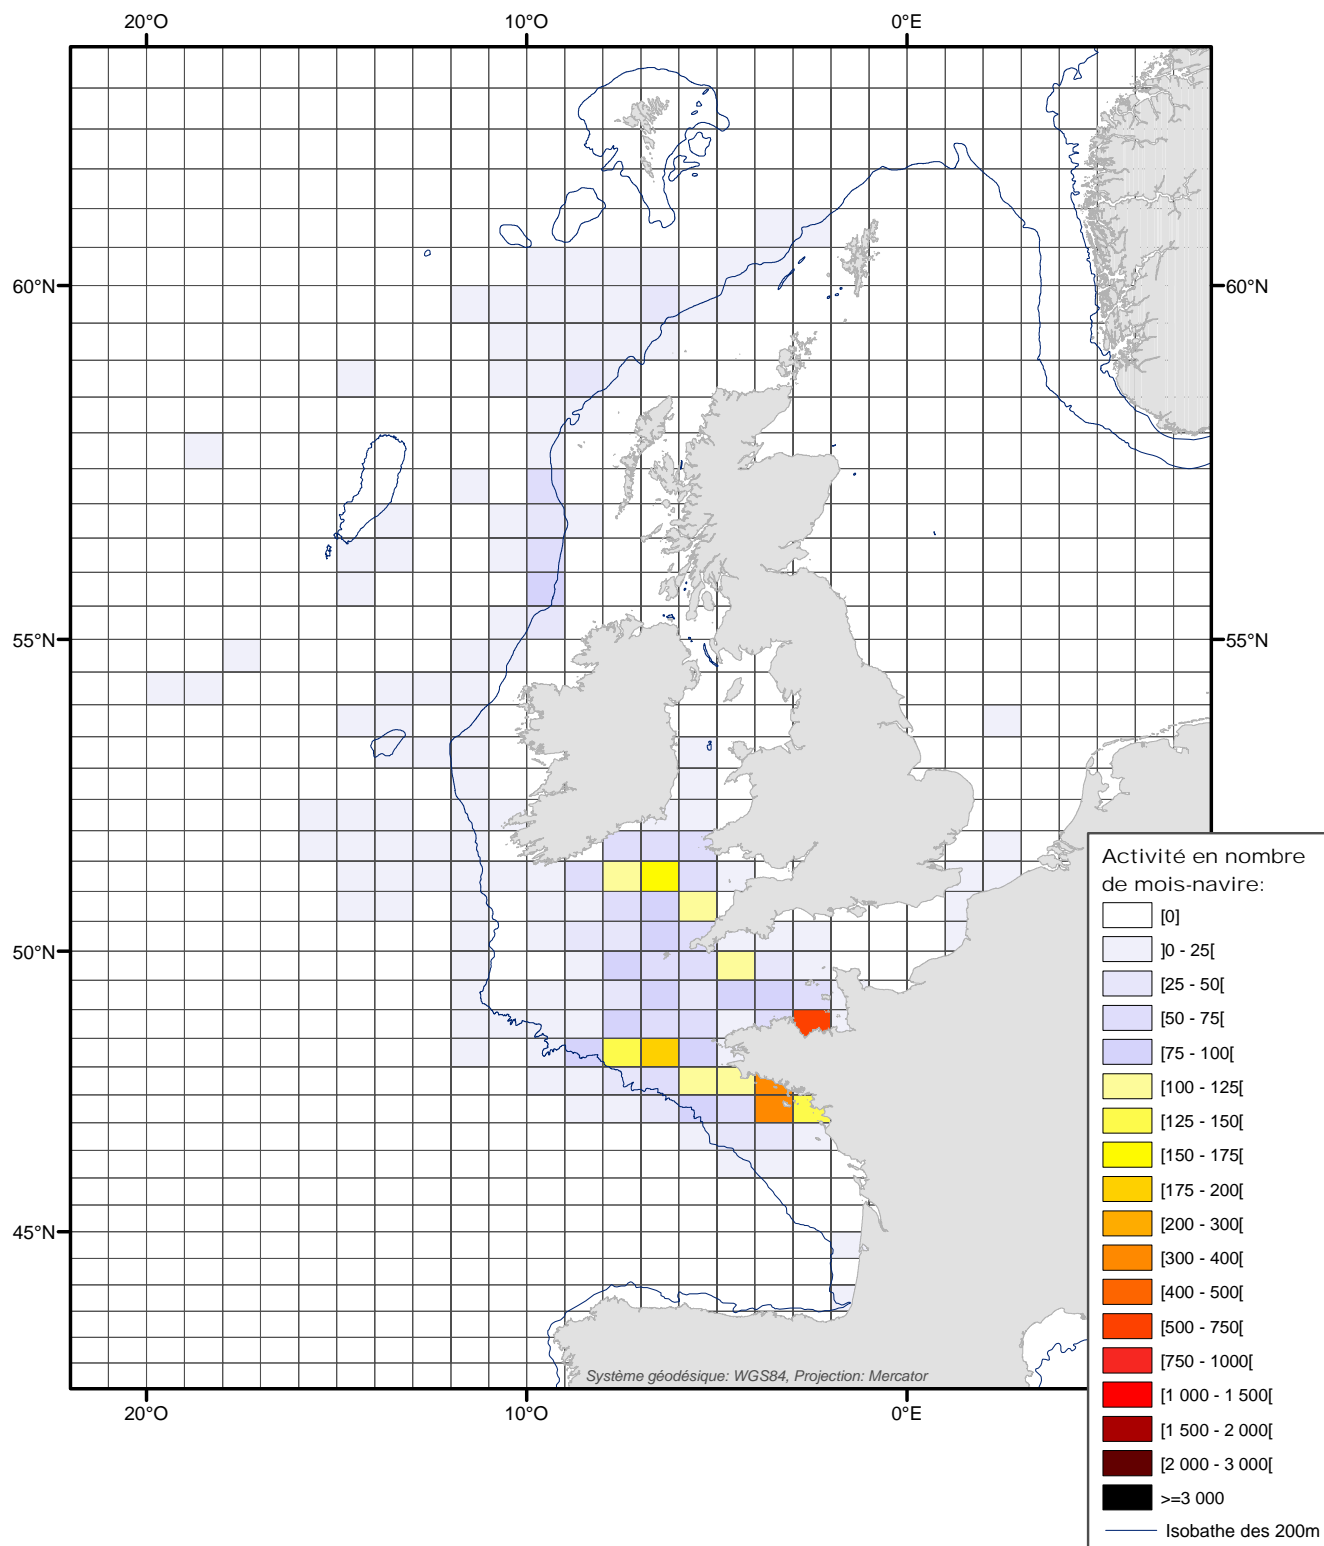 20°O 10°O 0°E
60°N 60°N
55°N 55°N
50°N
45°N
Activité en nombre
de mois-navire:
[0]
]0 - 25[
[25 - 50[
[50 - 75[
[75 - 100[
[100 - 125[
[125 - 150[
[150 - 175[
[175 - 200[
[200 - 300[
[300 - 400[
[400 - 500[
[500 - 750[
[750 - 1000[
[1 000 - 1 500[
[1 500 - 2 000[
[2 000 - 3 000[
>=3 000
Isobathe des 200m
Système géodésique: WGS84, Projection: Mercator
20°O 10°O 0°E